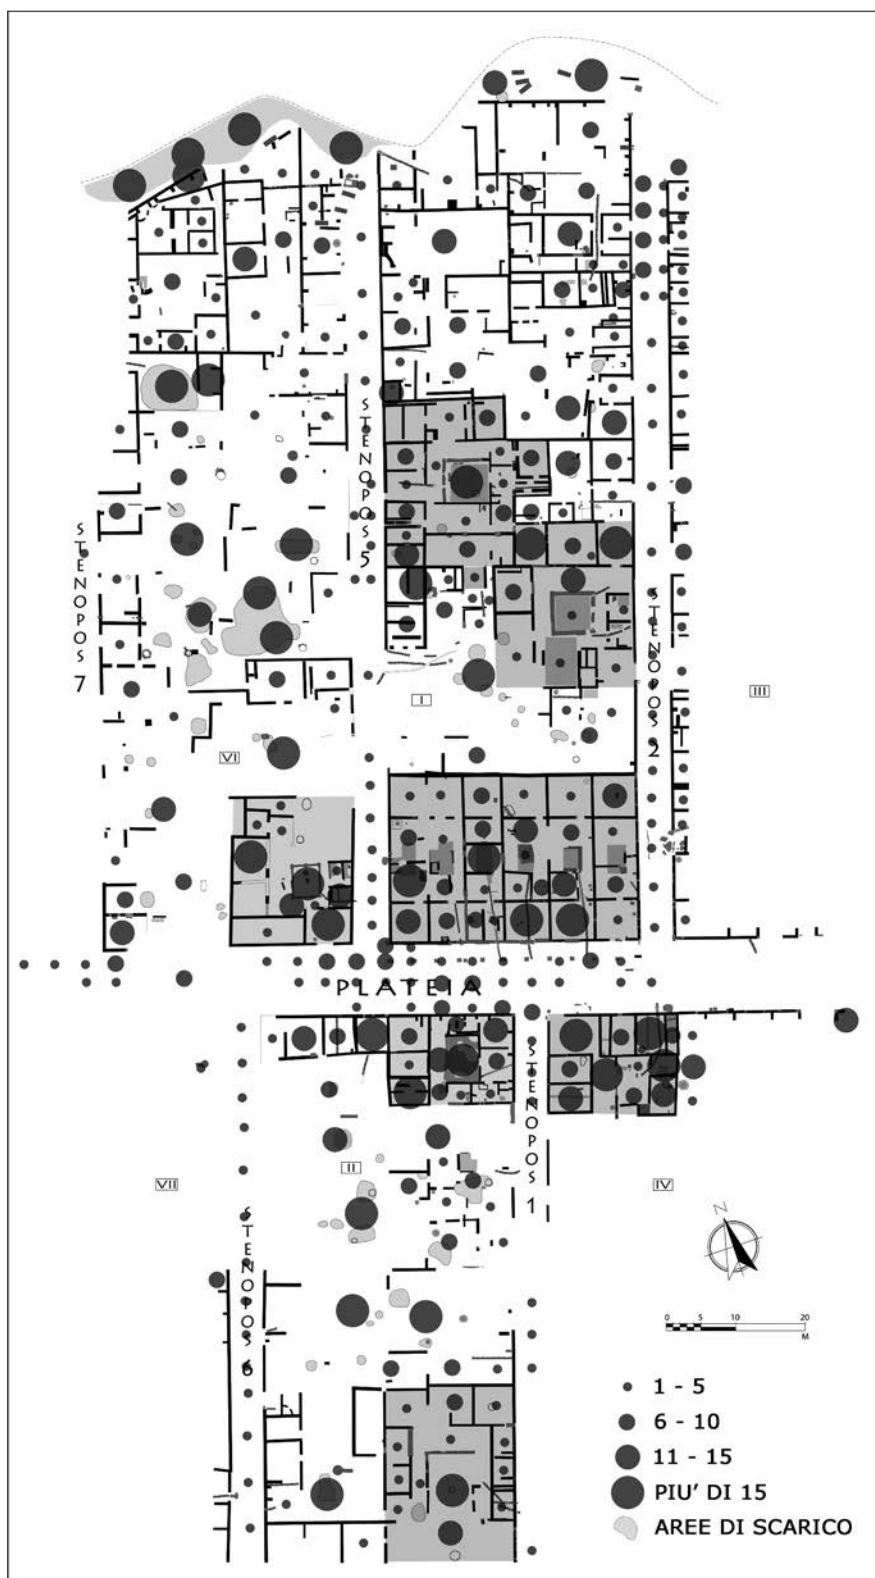 STENOPOS 5
STENOPOS 7
STENOPOS 2
I
III
VI
PLATEIA
STENOPOS 1
VII
II
IV
STENOPOS 6
N
0 5 10 20
M
1 - 5
6 - 10
11 - 15
PIU' DI 15
AREE DI SCARICO